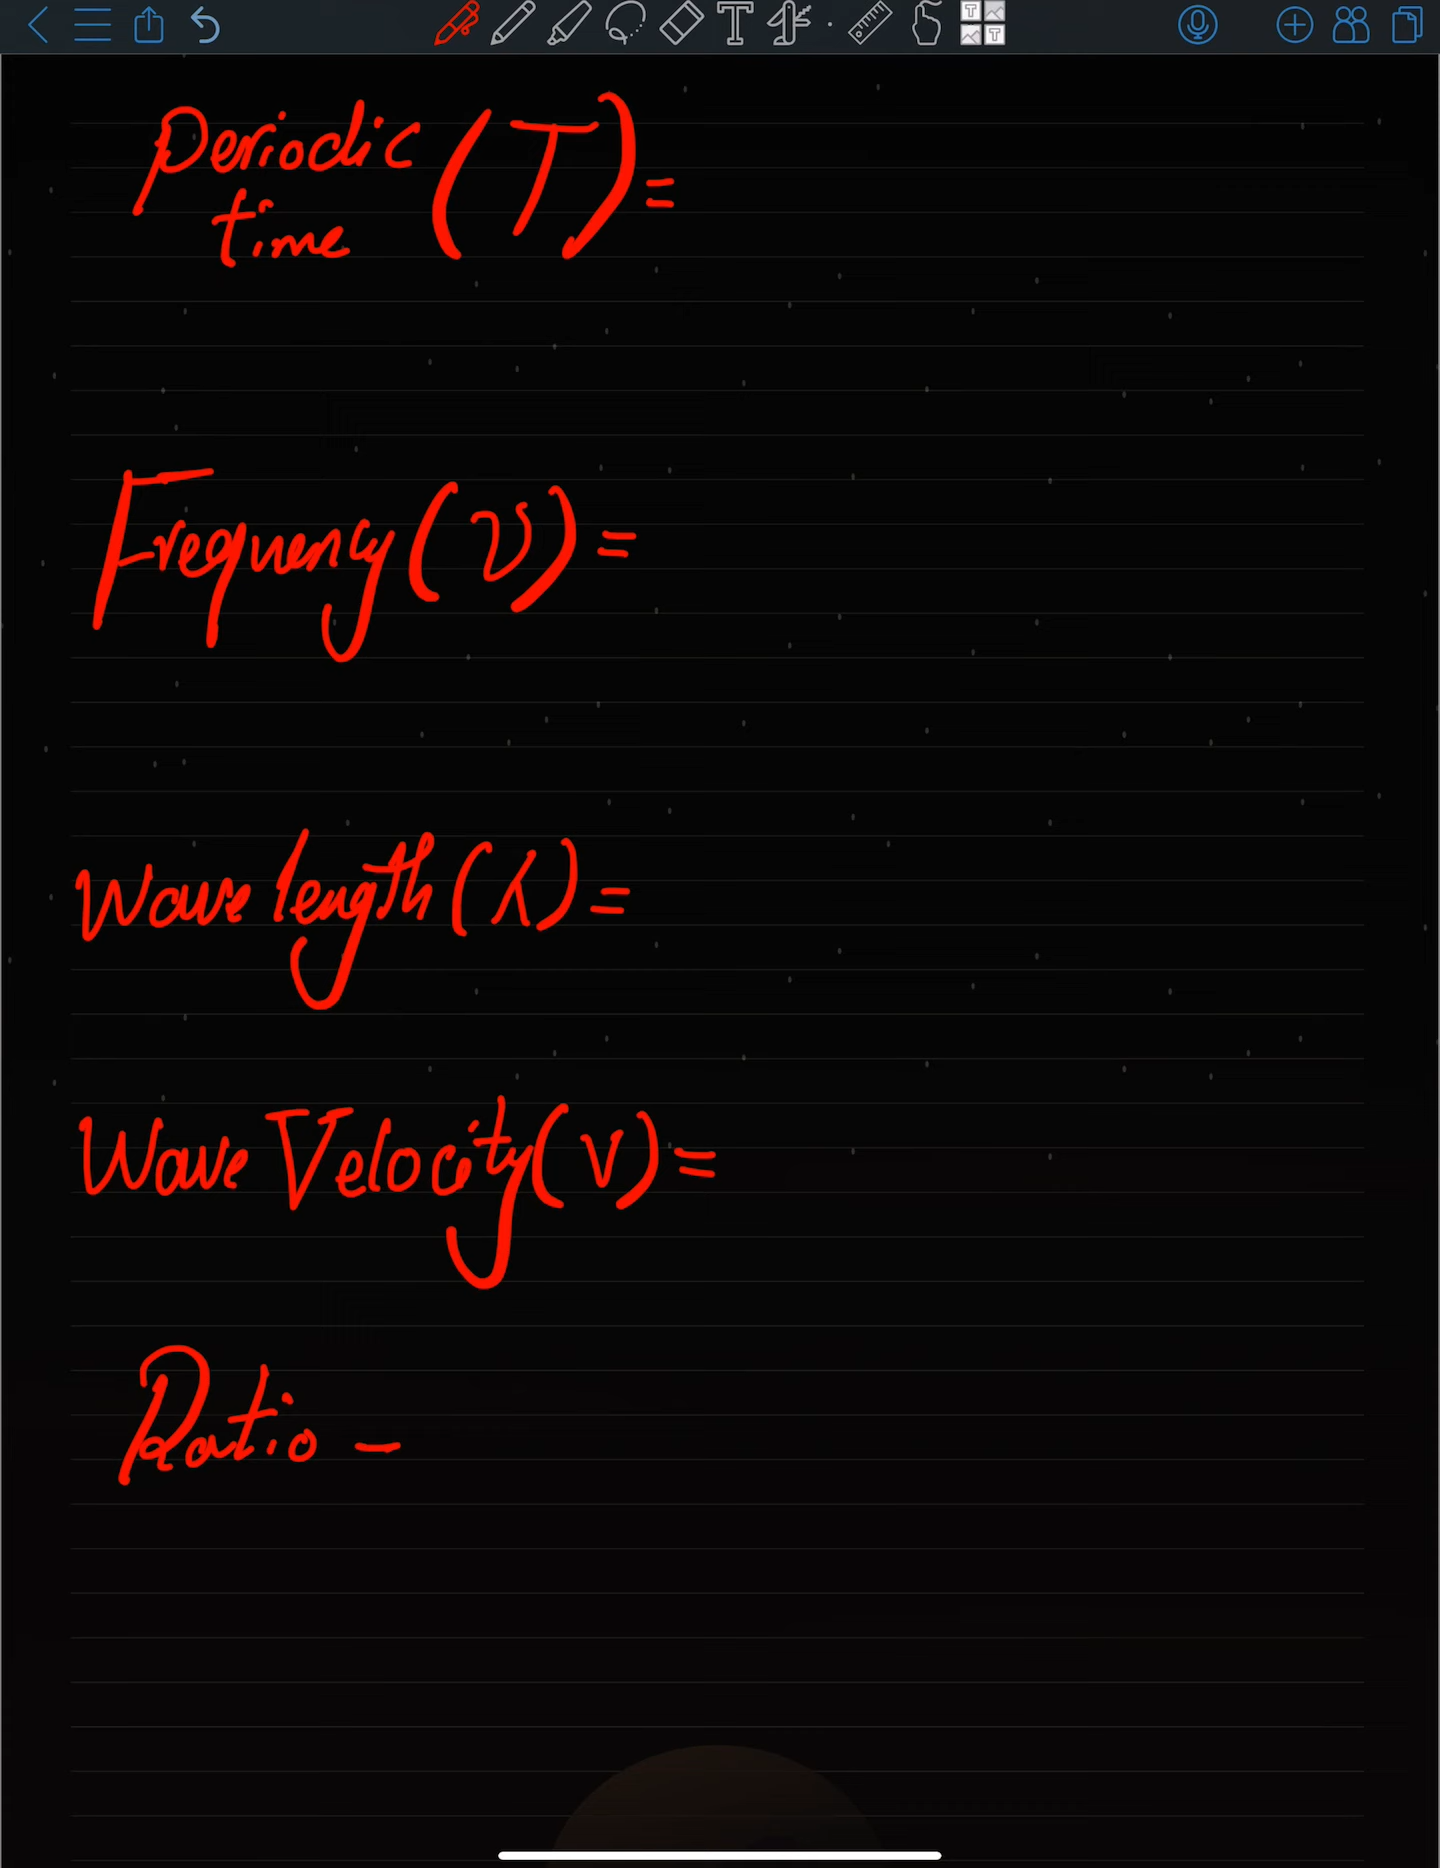 Periodic (T) =
time
Frequency (ν) =
Wave length (λ) =
Wave Velocity (v) =
Ratio -